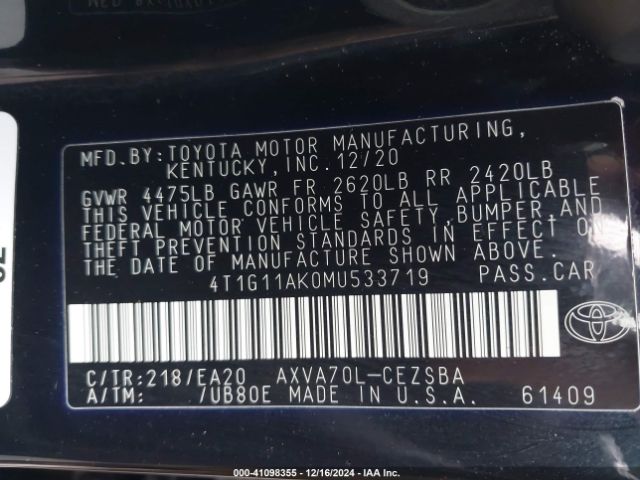 MFD.BY:TOYOTA MOTOR MANUFACTURING,
KENTUCKY,INC.12/20
GVWR 4475LB GAWR FR 2620LB RR 2420LB
THIS VEHICLE CONFORMS TO ALL APPLICABLE
FEDERAL MOTOR VEHICLE SAFETY,BUMPER,AND
THEFT PREVENTION STANDARDS IN EFFECT ON
THE DATE OF MANUFACTURE SHOWN ABOVE.
4T1G11AK0MU533719 PASS.CAR
C/TR:218/EA20 AXVA70L-CEZSBA
A/TM: /UB80E MADE IN U.S.A. 61409
000-41098355 - 12/16/2024 - IAA Inc.